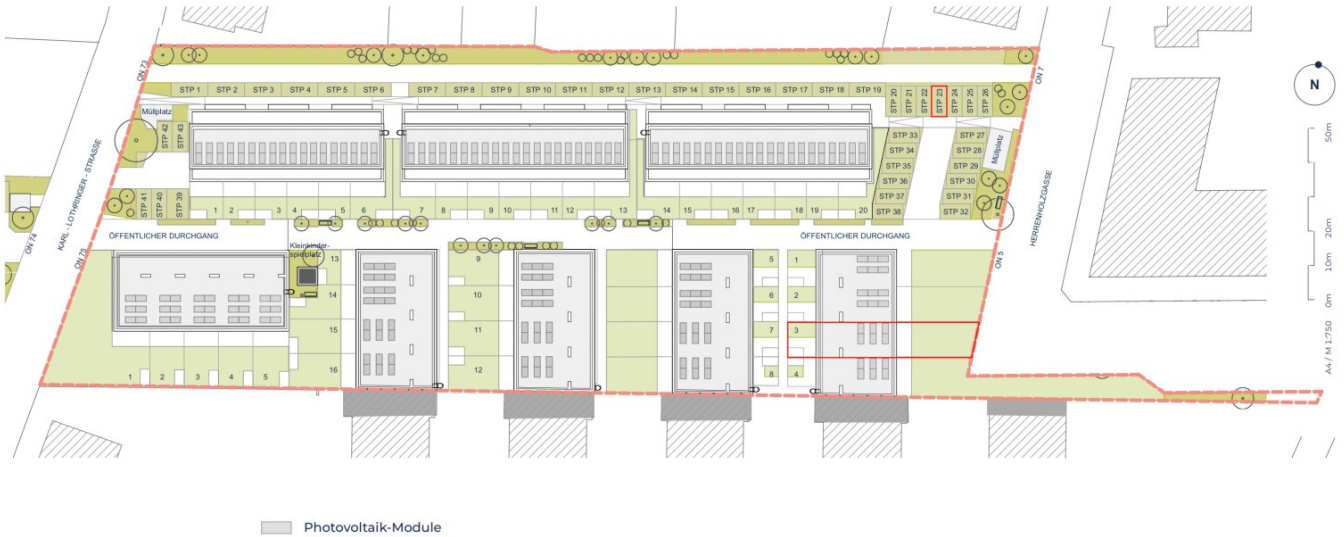 ON 73
ON 7
STP 1 STP 2 STP 3 STP 4 STP 5 STP 6 STP 7 STP 8 STP 9 STP 10 STP 11 STP 12 STP 13 STP 14 STP 15 STP 16 STP 17 STP 18 STP 19 STP 20 STP 21 STP 22 STP 23 STP 24 STP 25 STP 26
N
Müllplatz
STP 42 STP 43
STP 33 STP 27
STP 34 STP 28
STP 35 STP 29
STP 36 STP 30
STP 37 STP 31
STP 38 STP 32
Müllplatz
KARL - LOTHRINGER - STRASSE
HERRENHOLZGASSE
STP 41 STP 40 STP 39
1 2 3 4 5 6 7 8 9 10 11 12 13 14 15 16 17 18 19 20
ON 74
ON 75
ON 5
ÖFFENTLICHER DURCHGANG
ÖFFENTLICHER DURCHGANG
Kleinkinder-
spielplatz
13 9 5 1
14 10 6 2
15 11 7 3
16 12 8 4
1 2 3 4 5
50m
20m
10m
0m
A4 / M 1:750
Photovoltaik-Module